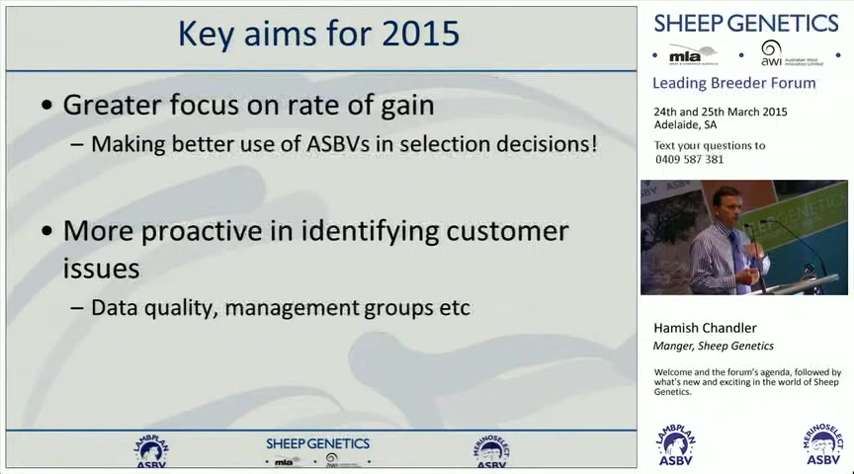 Key aims for 2015
• Greater focus on rate of gain
– Making better use of ASBVs in selection decisions!
• More proactive in identifying customer
issues
– Data quality, management groups etc
LAMBPLAN
ASBV
SHEEP GENETICS
mla
MERINOSELECT
ASBV
SHEEP GENETICS
mla
awi
Leading Breeder Forum
24th and 25th March 2015
Adelaide, SA
Text your questions to
0409 587 381
ASBV
Hamish Chandler
Manger, Sheep Genetics
Welcome and the forum's agenda, followed by
what's new and exciting in the world of Sheep
Genetics.
LAMBPLAN
ASBV
MERINOSELECT
ASBV